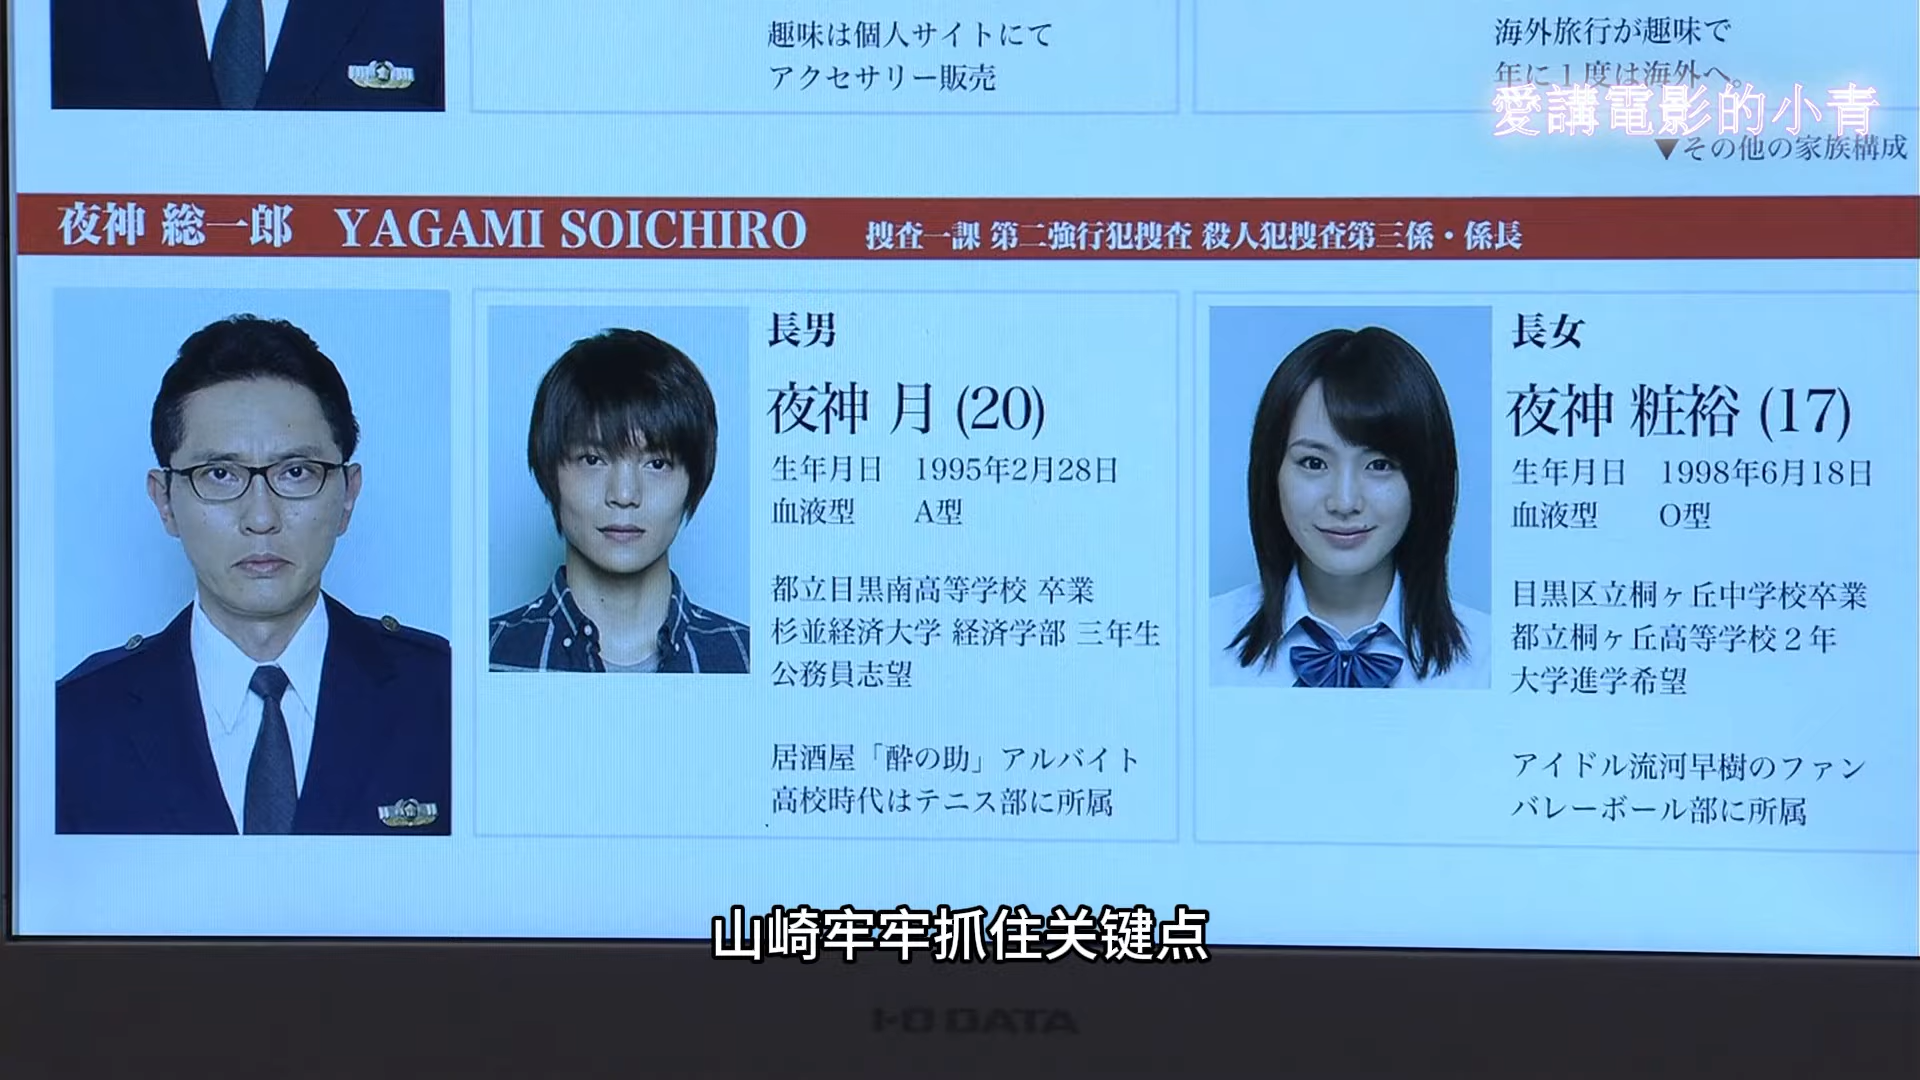 趣味は個人サイトにて
アクセサリー販売
海外旅行が趣味で
年に1度は海外へ。
愛講電影的小青
▼その他の家族構成
夜神 総一郎 YAGAMI SOICHIRO 捜査一課 第二強行犯捜査 殺人犯捜査第三係・係長
長男
夜神 月 (20)
生年月日 1995年2月28日
血液型 A型
都立目黒南高等学校 卒業
杉並経済大学 経済学部 三年生
公務員志望
居酒屋「酔の助」アルバイト
高校時代はテニス部に所属
長女
夜神 粧裕 (17)
生年月日 1998年6月18日
血液型 O型
目黒区立桐ヶ丘中学校卒業
都立桐ヶ丘高等学校2年
大学進学希望
アイドル流河早樹のファン
バレーボール部に所属
山崎牢牢抓住关键点
I-O DATA